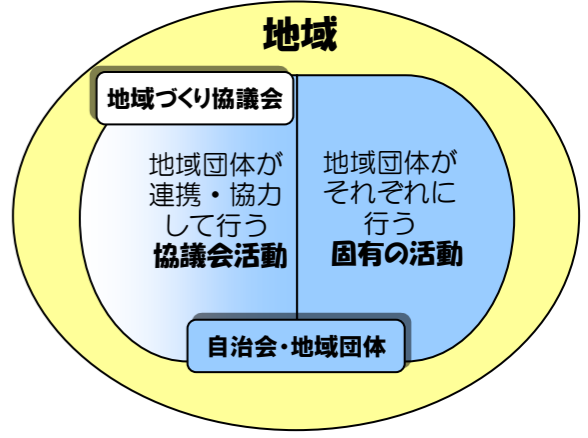 地域
地域づくり協議会
地域団体が
連携・協力
して行う
協議会活動
地域団体が
それぞれに
行う
固有の活動
自治会・地域団体